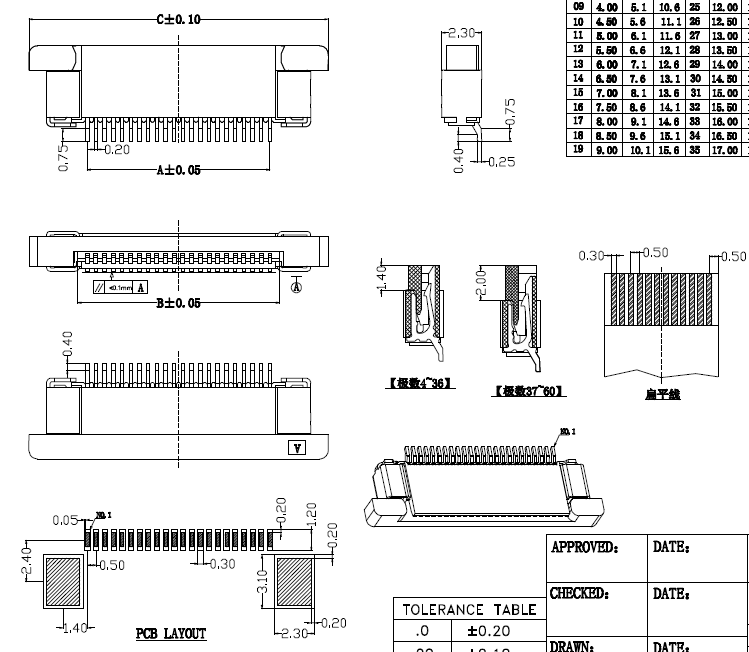 C±0.10
0.75
0.20
A±0.05
2.30
0.75
0.40
0.25
09 4.00 5.1 10.6 25 12.00
10 4.50 5.6 11.1 26 12.50
11 5.00 6.1 11.6 27 13.00
12 5.50 6.6 12.1 28 13.50
13 6.00 7.1 12.6 29 14.00
14 6.50 7.6 13.1 30 14.50
15 7.00 8.1 13.6 31 15.00
16 7.50 8.6 14.1 32 15.50
17 8.00 9.1 14.6 33 16.00
18 8.50 9.6 15.1 34 16.50
19 9.00 10.1 15.6 35 17.00
// <0.1mm A
A
B±0.05
1.40
【极数4~36】
2.00
【极数37~60】
0.30
0.50
0.50
扁平线
0.40
V
NO.1
0.05
NO.1
0.20
1.20
0.20
2.40
0.50
0.30
3.10
1.40
2.30
0.20
PCB LAYOUT
TOLERANCE TABLE
.0 ±0.20
APPROVED: DATE:
CHECKED: DATE:
DRAWN: DATE: